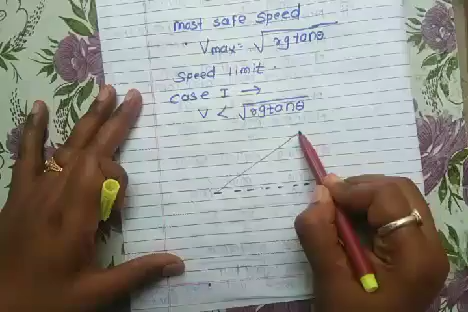 most safe speed
Vmax = √rgtanθ
speed limit.
case I →
V < √rgtanθ